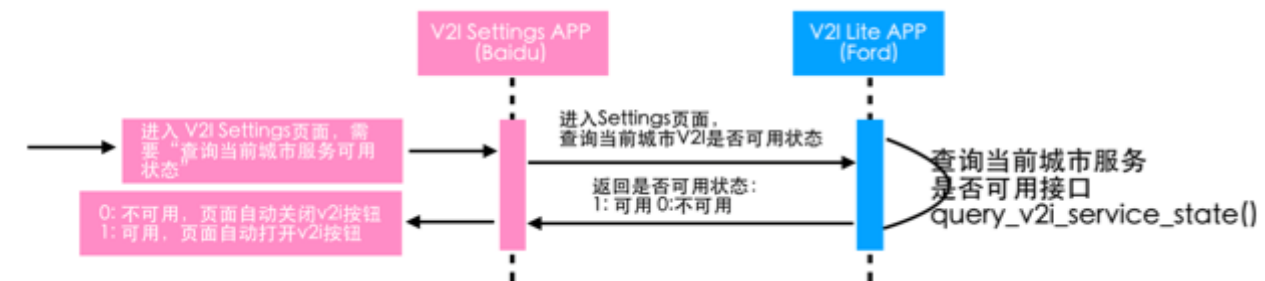 V2I Settings APP
(Baidu)
V2I Lite APP
(Ford)
进入 V2I Settings页面，需
要“查询当前城市服务可用
状态”
进入Settings页面，
查询当前城市V2I是否可用状态
查询当前城市服务
是否可用接口
query_v2i_service_state()
返回是否可用状态：
1: 可用 0:不可用
0: 不可用，页面自动关闭v2i按钮
1: 可用，页面自动打开v2i按钮